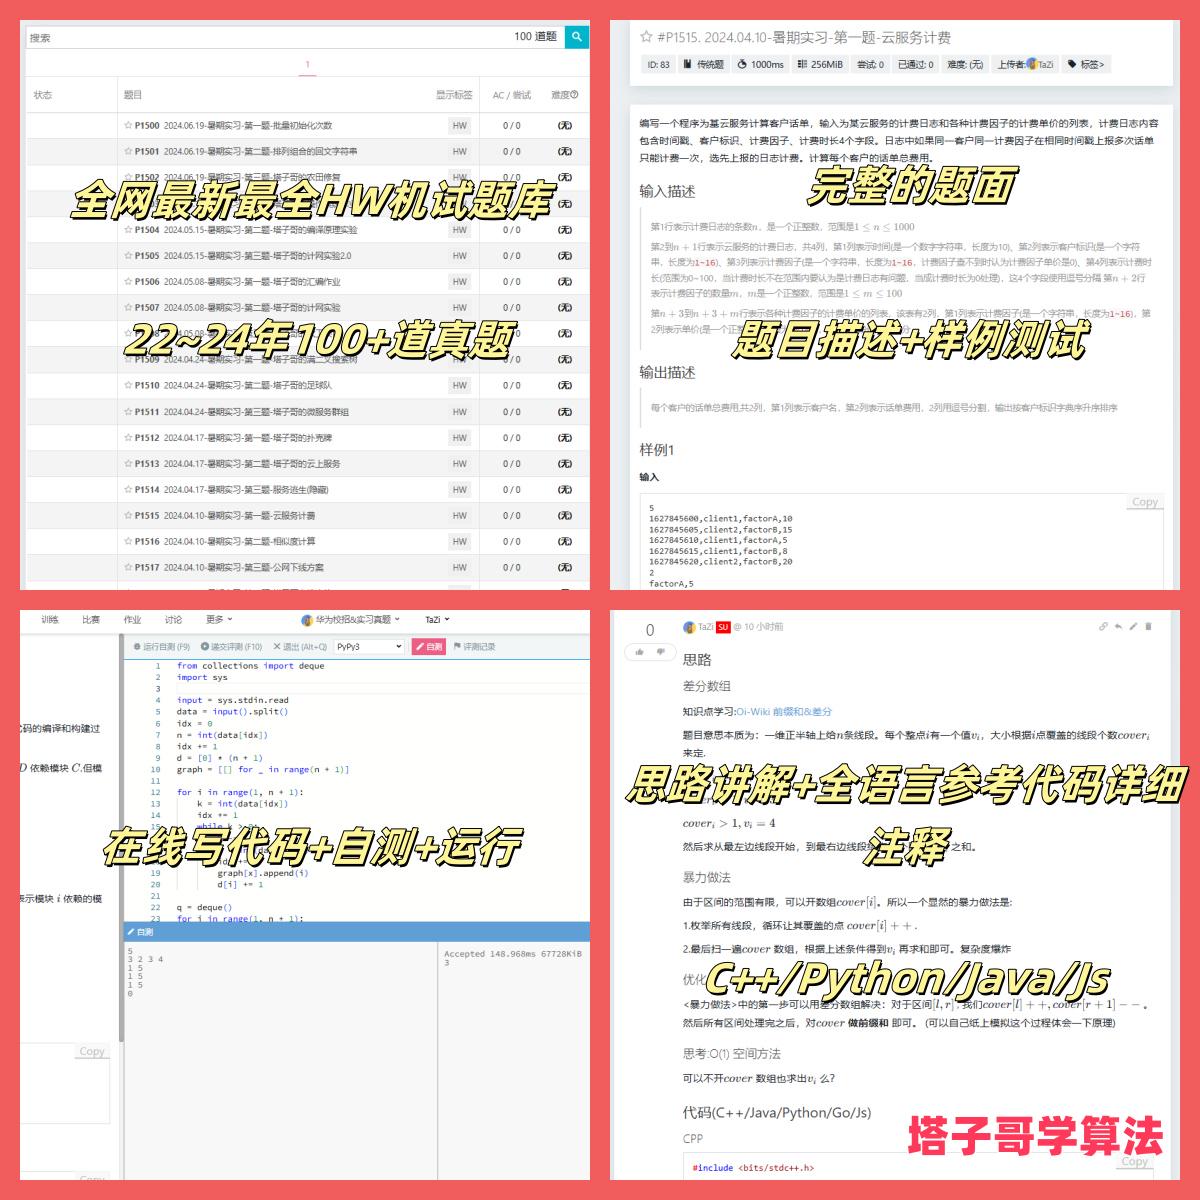 搜索
100 道题
1
状态
题目
显示标签
AC / 尝试
难度
P1500 2024.06.19-暑期实习-第一题-批量初始化次数
HW
0 / 0
(无)
P1501 2024.06.19-暑期实习-第二题-排列组合的回文字符串
HW
0 / 0
(无)
P1502 2024.06.19-暑期实习-第三题-塔子哥的农田修复
全网最新最全HW机试题库
P1504 2024.05.15-暑期实习-第二题-塔子哥的编译原理实验
HW
0 / 0
(无)
P1505 2024.05.15-暑期实习-第三题-塔子哥的计网实验2.0
HW
0 / 0
(无)
P1506 2024.05.08-暑期实习-第一题-塔子哥的汇编作业
HW
0 / 0
(无)
P1507 2024.05.08-暑期实习-第二题-塔子哥的计网实验
HW
0 / 0
(无)
22~24年100+道真题
P1509 2024.04.24-暑期实习-第一题-塔子哥的满二叉搜索树
HW
0 / 0
(无)
P1510 2024.04.24-暑期实习-第二题-塔子哥的足球队
HW
0 / 0
(无)
P1511 2024.04.24-暑期实习-第三题-塔子哥的微服务群组
HW
0 / 0
(无)
P1512 2024.04.17-暑期实习-第一题-塔子哥的扑克牌
HW
0 / 0
(无)
P1513 2024.04.17-暑期实习-第二题-塔子哥的云上服务
HW
0 / 0
(无)
P1514 2024.04.17-暑期实习-第三题-服务逃生(隐藏)
HW
0 / 0
(无)
P1515 2024.04.10-暑期实习-第一题-云服务计费
HW
0 / 0
(无)
P1516 2024.04.10-暑期实习-第二题-相似度计算
HW
0 / 0
(无)
P1517 2024.04.10-暑期实习-第三题-公网下线方案
HW
0 / 0
(无)
#P1515. 2024.04.10-暑期实习-第一题-云服务计费
ID: 83 传统题 1000ms 256MiB 尝试: 0 已通过: 0 难度: (无) 上传者: TaZi 标签>
编写一个程序为某云服务计算客户话单，输入为某云服务的计费日志和各种计费因子的计费单价的列表，计费日志内容
包含时间戳、客户标识、计费因子、计费时长4个字段。日志中如果同一客户同一计费因子在相同时间戳上报多次话单
只能计费一次，选先上报的日志计费。计算每个客户的话单总费用。
完整的题面
输入描述
第1行表示计费日志的条数n，是一个正整数，范围是1 ≤ n ≤ 1000
第2到n + 1行表示云服务的计费日志，共4列，第1列表示时间(是一个数字字符串，长度为10)、第2列表示客户标识(是一个字符
串，长度为1~16)、第3列表示计费因子(是一个字符串，长度为1~16，计费因子查不到时认为计费因子单价是0)、第4列表示计费时
长(范围为0~100，当计费时长不在范围内要认为是计费日志有问题，当成计费时长为0处理)，这4个字段使用逗号分隔 第n + 2行
表示计费因子的数量m，m是一个正整数，范围是1 ≤ m ≤ 100
第n + 3到n + 3 + m行表示各种计费因子的计费单价的列表，该表有2列，第1列表示计费因子(是一个字符串，长度为1~16)，第
2列表示单价(是一个正整
题目描述+样例测试
输出描述
每个客户的话单总费用,共2列，第1列表示客户名，第2列表示话单费用，2列用逗号分割，输出按客户标识字典序升序排序
样例1
输入
Copy
5
1627845600,client1,factorA,10
1627845605,client2,factorB,15
1627845610,client1,factorA,5
1627845615,client1,factorB,8
1627845620,client2,factorB,20
2
factorA,5
训练 比赛 作业 讨论 更多 华为校招&实习真题 TaZi
运行自测 (F9) 递交评测 (F10) 退出 (Alt+Q) PyPy3 自测 评测记录
代码的编译和构建过
D 依赖模块 C.但模
表示模块 i 依赖的模
Copy
Copy
1 from collections import deque
2 import sys
3
4 input = sys.stdin.read
5 data = input().split()
6 idx = 0
7 n = int(data[idx])
8 idx += 1
9 d = [0] * (n + 1)
10 graph = [[] for _ in range(n + 1)]
11
12 for i in range(1, n + 1):
13 k = int(data[idx])
14 idx += 1
15 while k > 0:
在线写代码+自测+运行
19 graph[x].append(i)
20 d[i] += 1
21
22 q = deque()
23 for i in range(1, n + 1):
自测
5
3 2 3 4
1 5
1 5
1 5
0
Accepted 148.968ms 67728KiB
3
0
TaZi SU @ 10 小时前
思路
差分数组
知识点学习:Oi-Wiki 前缀和&差分
题目意思本质为：一维正半轴上给n条线段。每个整点i有一个值vi，大小根据i点覆盖的线段个数coveri
来定.
思路讲解+全语言参考代码详细
注释
coveri > 1, vi = 4
然后求从最左边线段开始，到最右边线段结 之和。
暴力做法
由于区间的范围有限，可以开数组cover[i]。所以一个显然的暴力做法是:
1.枚举所有线段，循环让其覆盖的点 cover[i] + + .
2.最后扫一遍cover 数组，根据上述条件得到vi 再求和即可。复杂度爆炸
C++/Python/Java/Js
优化
<暴力做法>中的第一步可以用差分数组解决：对于区间[l, r] , 我们cover[l] + +, cover[r + 1] − − 。
然后所有区间处理完之后，对cover 做前缀和 即可。 (可以自己纸上模拟这个过程体会一下原理)
思考:O(1) 空间方法
可以不开cover 数组也求出vi 么?
代码(C++/Java/Python/Go/Js)
CPP
塔子哥学算法
Copy
#include <bits/stdc++.h>